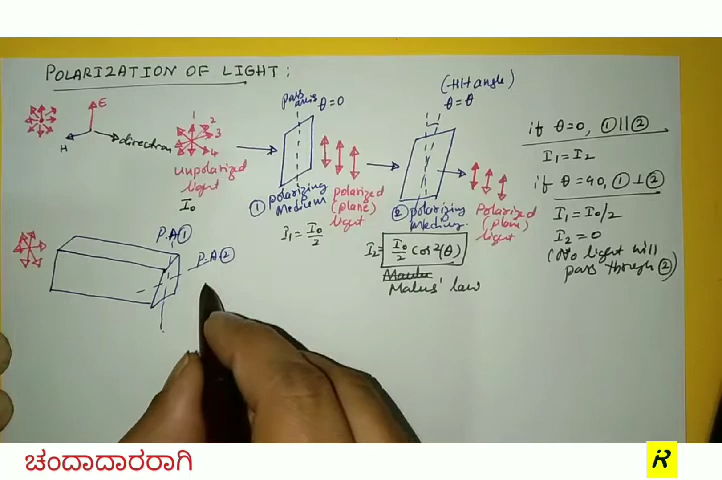 POLARIZATION OF LIGHT:
E
H
direction
1
2
3
4
unpolarized
light
I₀
pass
axis
θ=0
① polarizing
Medium
I₁ = I₀/2
Polarized
(plane)
light
(tilt angle)
θ = θ
② polarizing
medium
I₂ = I₀/2 cos²(θ)
Malus' law
Polarized
(plane)
light
if θ=0, ① || ②
I₁ = I₂
if θ = 90, ① ⊥ ②
I₁ = I₀/2
I₂ = 0
(No light will
pass through ②)
P.A ①
P.A ②
ಚಂದಾದಾರರಾಗಿ
R